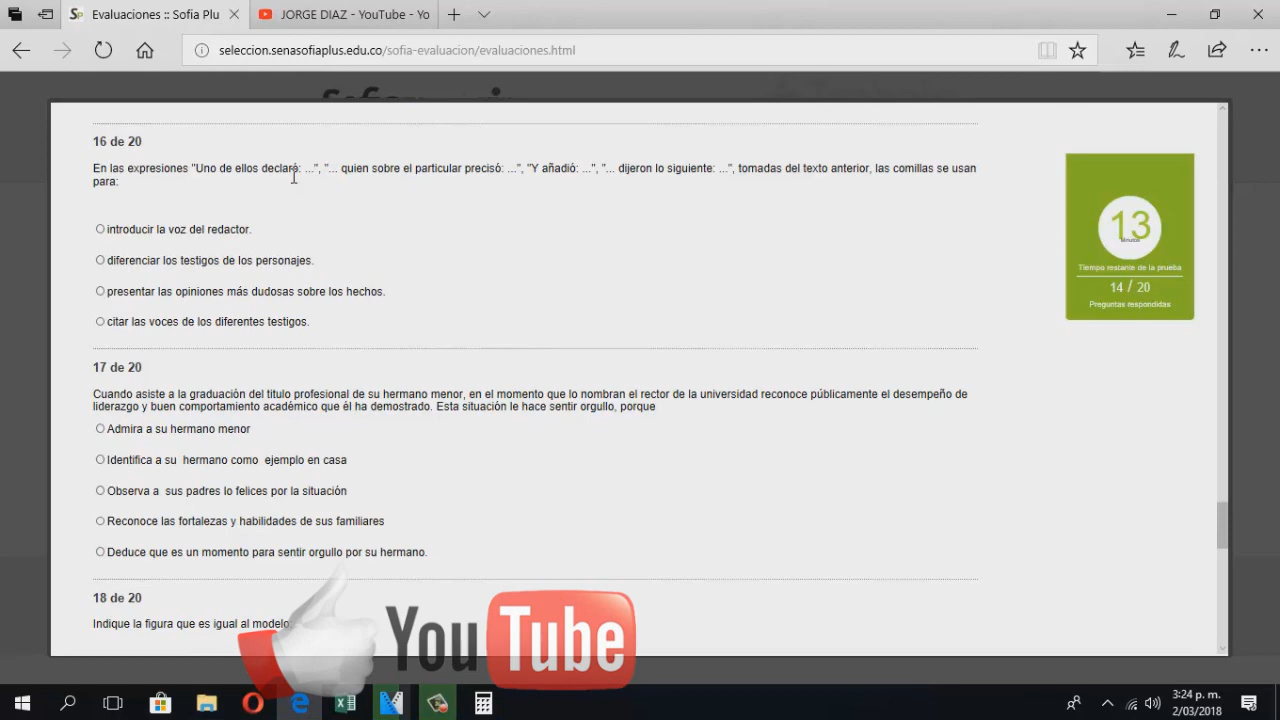 Evaluaciones :: Sofia Plu
JORGE DIAZ - YouTube - Yo
seleccion.senasofiaplus.edu.co/sofia-evaluacion/evaluaciones.html
16 de 20
En las expresiones "Uno de ellos declaró: ...", "... quien sobre el particular precisó: ...", "Y añadió: ...", "... dijeron lo siguiente: ...", tomadas del texto anterior, las comillas se usan
para:
introducir la voz del redactor.
diferenciar los testigos de los personajes.
presentar las opiniones más dudosas sobre los hechos.
citar las voces de los diferentes testigos.
13
Minutos
Tiempo restante de la prueba
14 / 20
Preguntas respondidas
17 de 20
Cuando asiste a la graduación del titulo profesional de su hermano menor, en el momento que lo nombran el rector de la universidad reconoce públicamente el desempeño de
liderazgo y buen comportamiento académico que él ha demostrado. Esta situación le hace sentir orgullo, porque
Admira a su hermano menor
Identifica a su hermano como ejemplo en casa
Observa a sus padres lo felices por la situación
Reconoce las fortalezas y habilidades de sus familiares
Deduce que es un momento para sentir orgullo por su hermano.
18 de 20
Indique la figura que es igual al modelo
YouTube
3:24 p. m.
2/03/2018